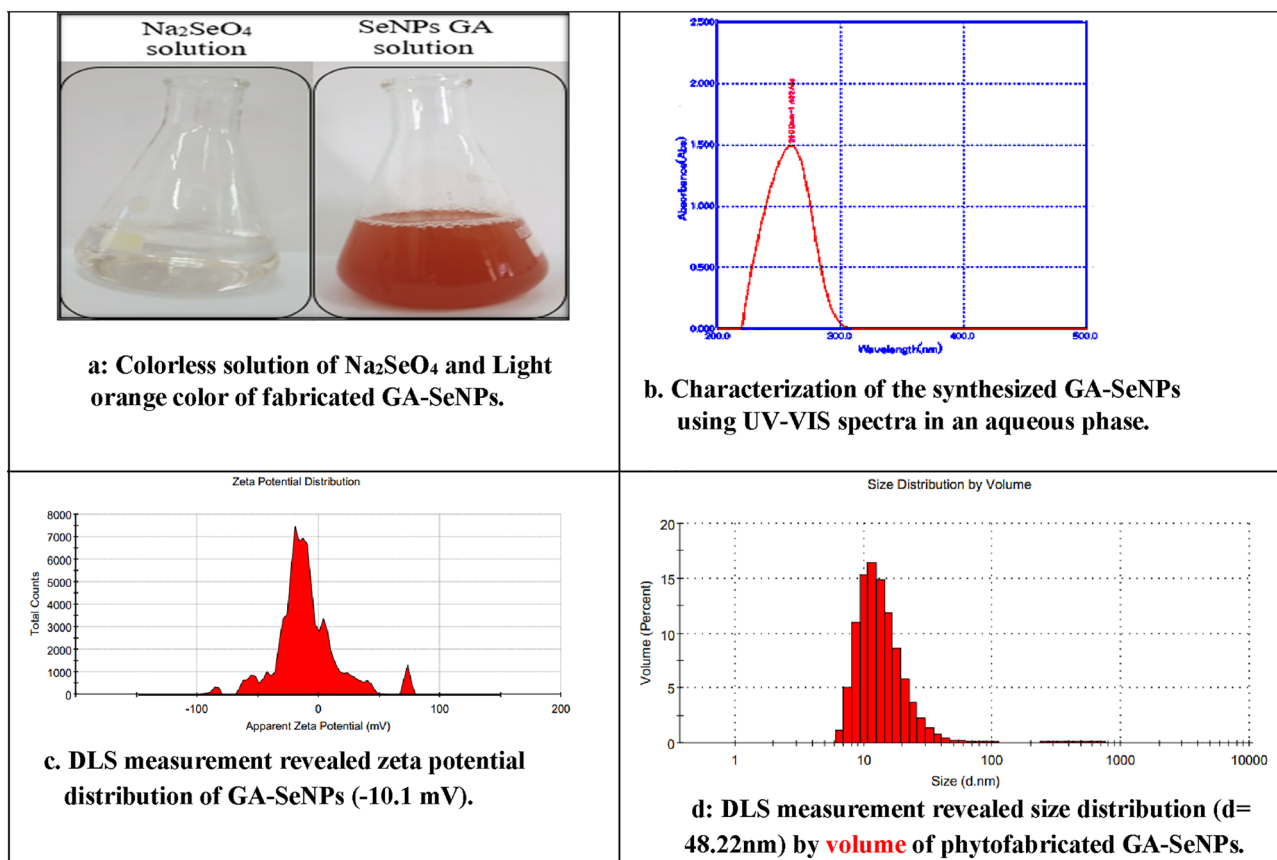 Na₂SeO₄
solution
SeNPs GA
solution
a: Colorless solution of Na₂SeO₄ and Light
orange color of fabricated GA-SeNPs.
2.500
2.000
1.500
1.000
0.500
0.000
Absorbance(Abs)
200.0 300.0 400.0 500.0
Wavelength(nm)
b. Characterization of the synthesized GA-SeNPs
using UV-VIS spectra in an aqueous phase.
Zeta Potential Distribution
8000
7000
6000
5000
4000
3000
2000
1000
0
Total Counts
-100 0 100 200
Apparent Zeta Potential (mV)
c. DLS measurement revealed zeta potential
distribution of GA-SeNPs (-10.1 mV).
Size Distribution by Volume
20
15
10
5
0
Volume (Percent)
1 10 100 1000 10000
Size (d.nm)
d: DLS measurement revealed size distribution (d=
48.22nm) by volume of phytofabricated GA-SeNPs.